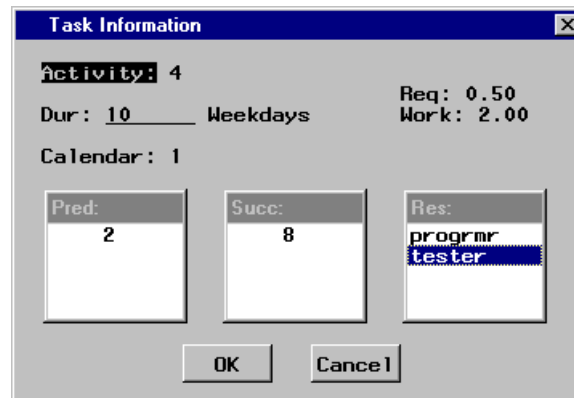 Task Information
Activity: 4
Req: 0.50
Dur: 10 Weekdays Work: 2.00
Calendar: 1
Pred: Succ: Res:
2 8 progrmr
tester
OK Cancel